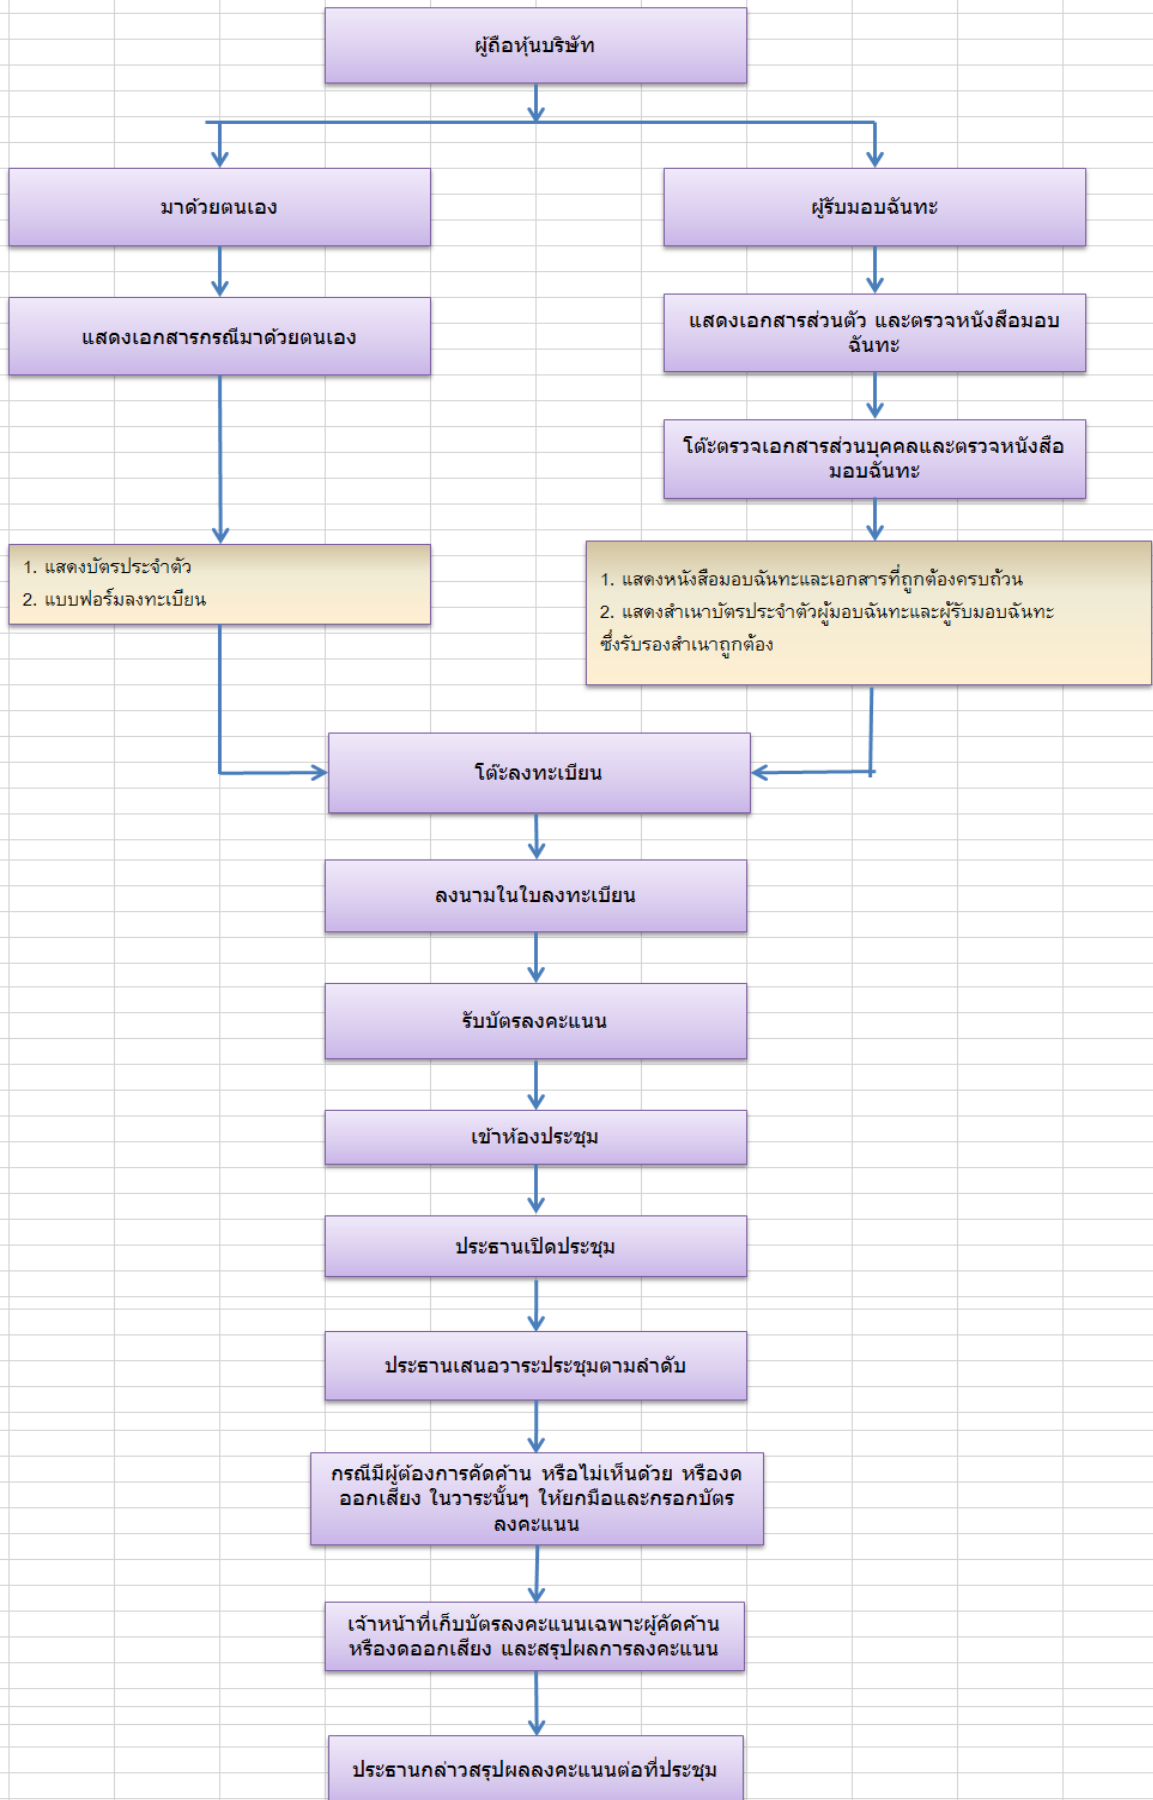 ผู้ถือหุ้นบริษัท
มาด้วยตนเอง
ผู้รับมอบฉันทะ
แสดงเอกสารกรณีมาด้วยตนเอง
แสดงเอกสารส่วนตัว และตรวจหนังสือมอบ
ฉันทะ
โต๊ะตรวจเอกสารส่วนบุคคลและตรวจหนังสือ
มอบฉันทะ
1. แสดงบัตรประจำตัว
2. แบบฟอร์มลงทะเบียน
1. แสดงหนังสือมอบฉันทะและเอกสารที่ถูกต้องครบถ้วน
2. แสดงสำเนาบัตรประจำตัวผู้มอบฉันทะและผู้รับมอบฉันทะ
ซึ่งรับรองสำเนาถูกต้อง
โต๊ะลงทะเบียน
ลงนามในใบลงทะเบียน
รับบัตรลงคะแนน
เข้าห้องประชุม
ประธานเปิดประชุม
ประธานเสนอวาระประชุมตามลำดับ
กรณีมีผู้ต้องการคัดค้าน หรือไม่เห็นด้วย หรืองด
ออกเสียง ในวาระนั้นๆ ให้ยกมือและกรอกบัตร
ลงคะแนน
เจ้าหน้าที่เก็บบัตรลงคะแนนเฉพาะผู้คัดค้าน
หรืองดออกเสียง และสรุปผลการลงคะแนน
ประธานกล่าวสรุปผลลงคะแนนต่อที่ประชุม